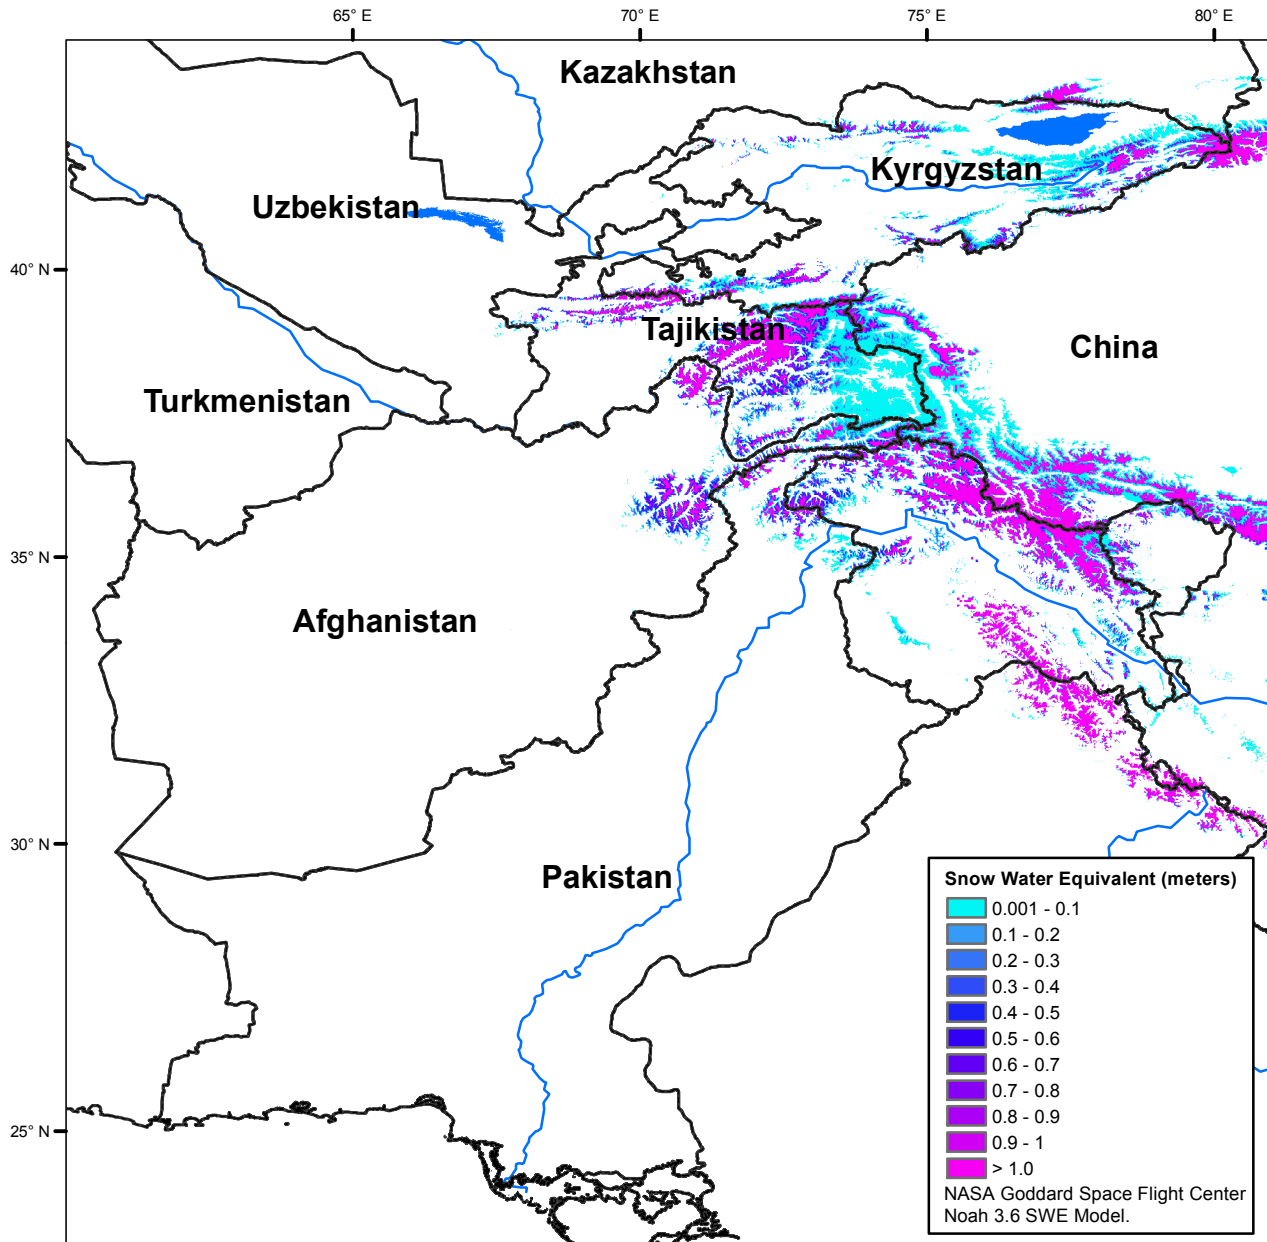 65° E
70° E
75° E
80° E
Kazakhstan
Kyrgyzstan
Uzbekistan
40° N
Tajikistan
China
Turkmenistan
35° N
Afghanistan
30° N
Pakistan
25° N
Snow Water Equivalent (meters)
0.001 - 0.1
0.1 - 0.2
0.2 - 0.3
0.3 - 0.4
0.4 - 0.5
0.5 - 0.6
0.6 - 0.7
0.7 - 0.8
0.8 - 0.9
0.9 - 1
> 1.0
NASA Goddard Space Flight Center
Noah 3.6 SWE Model.